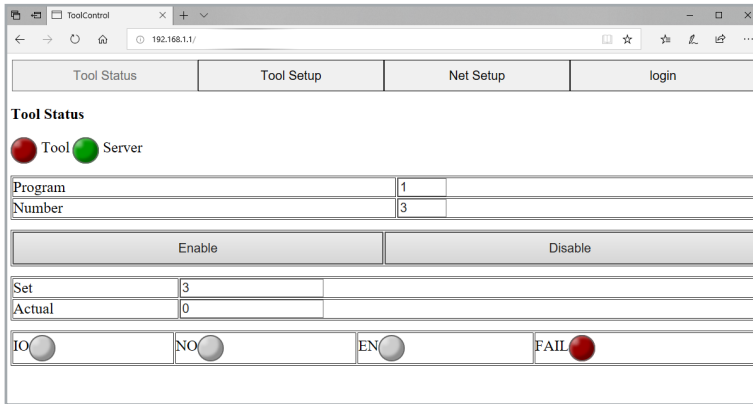 ToolControl
192.168.1.1/
Tool Status Tool Setup Net Setup login
Tool Status
Tool Server
Program 1
Number 3
Enable Disable
Set 3
Actual 0
IO NO EN FAIL